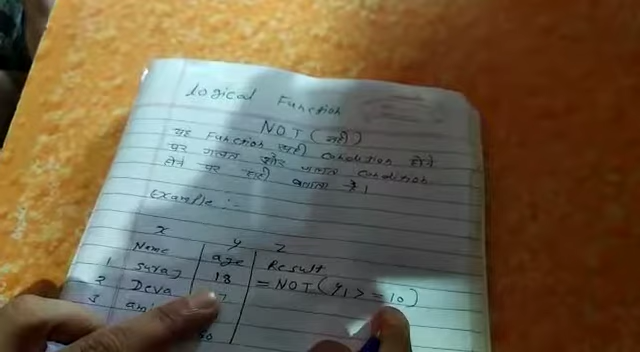 Logical Function
NOT (नही)
यह Function सही condition होने
पर गलत और गलत condition
होने पर सही बताता है।
Example :-
x y z
Name age Result
1 Suraj 18 =NOT(Y1>=10)
2 Deva
3